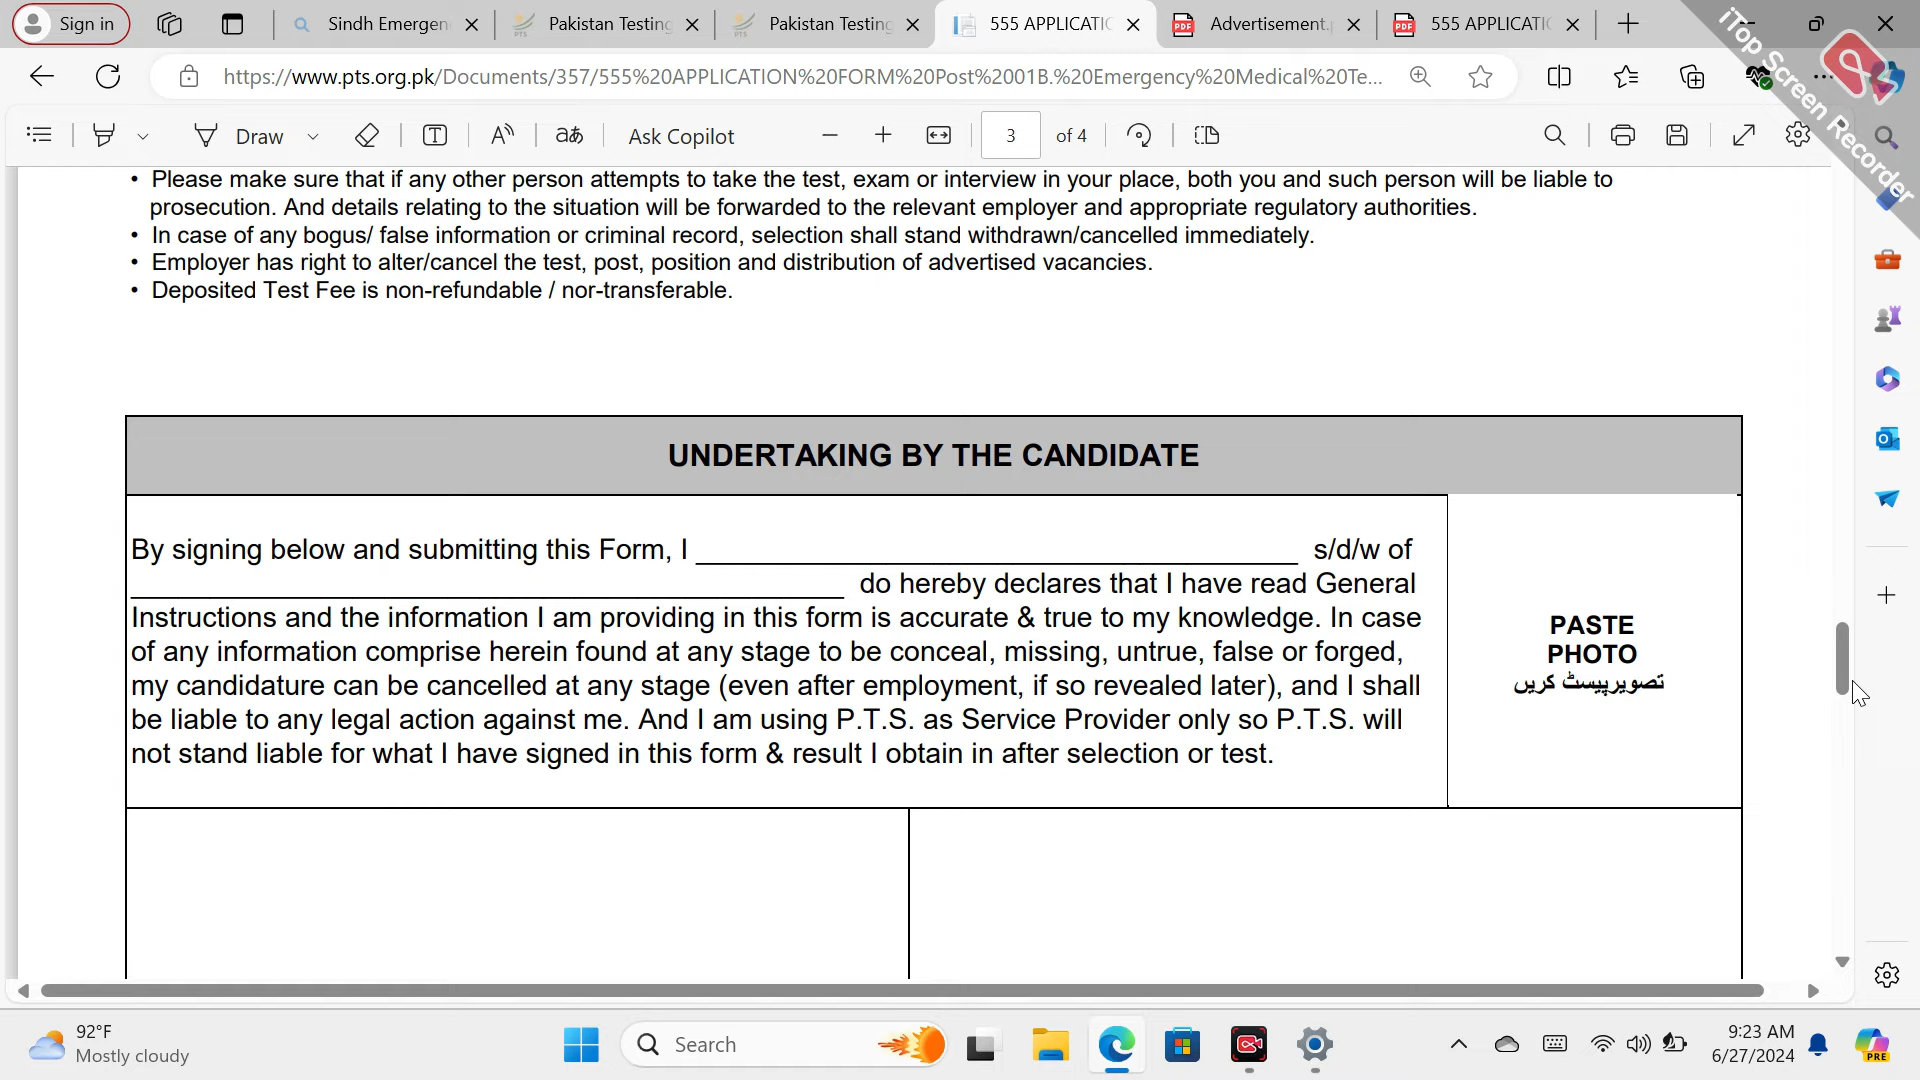 Sign in
Sindh Emergen
Pakistan Testing
Pakistan Testing
555 APPLICATIO
Advertisement.p
555 APPLICATIO
https://www.pts.org.pk/Documents/357/555%20APPLICATION%20FORM%20Post%2001B.%20Emergency%20Medical%20Te...
Draw
Ask Copilot
3
of 4
iTop Screen Recorder
• Please make sure that if any other person attempts to take the test, exam or interview in your place, both you and such person will be liable to
prosecution. And details relating to the situation will be forwarded to the relevant employer and appropriate regulatory authorities.
• In case of any bogus/ false information or criminal record, selection shall stand withdrawn/cancelled immediately.
• Employer has right to alter/cancel the test, post, position and distribution of advertised vacancies.
• Deposited Test Fee is non-refundable / nor-transferable.
UNDERTAKING BY THE CANDIDATE
By signing below and submitting this Form, I ______________________________________ s/d/w of
_____________________________________________ do hereby declares that I have read General
Instructions and the information I am providing in this form is accurate & true to my knowledge. In case
of any information comprise herein found at any stage to be conceal, missing, untrue, false or forged,
my candidature can be cancelled at any stage (even after employment, if so revealed later), and I shall
be liable to any legal action against me. And I am using P.T.S. as Service Provider only so P.T.S. will
not stand liable for what I have signed in this form & result I obtain in after selection or test.
PASTE
PHOTO
تصویرپیسٹ کریں
92°F
Mostly cloudy
Search
9:23 AM
6/27/2024
PRE